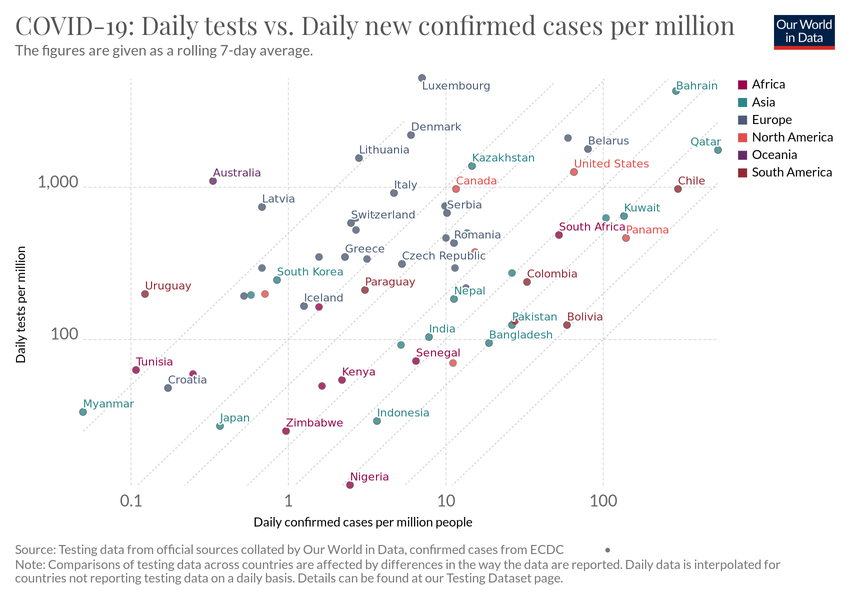 COVID-19: Daily tests vs. Daily new confirmed cases per million
The figures are given as a rolling 7-day average.
Our World
in Data
Luxembourg
Bahrain
Africa
Asia
Europe
North America
Oceania
South America
Denmark
Belarus
Qatar
Lithuania
Kazakhstan
United States
Australia
Canada
Chile
1,000
Italy
Latvia
Serbia
Kuwait
Switzerland
South Africa
Panama
Romania
Greece
Czech Republic
South Korea
Colombia
Uruguay
Paraguay
Nepal
Iceland
Pakistan
Bolivia
India
Bangladesh
100
Senegal
Tunisia
Kenya
Croatia
Myanmar
Japan
Zimbabwe
Indonesia
Nigeria
Daily tests per million
0.1
1
10
100
Daily confirmed cases per million people
Source: Testing data from official sources collated by Our World in Data, confirmed cases from ECDC
Note: Comparisons of testing data across countries are affected by differences in the way the data are reported. Daily data is interpolated for
countries not reporting testing data on a daily basis. Details can be found at our Testing Dataset page.